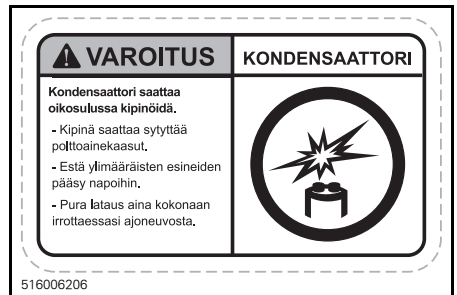 VAROITUS
KONDENSAATTORI
Kondensaattori saattaa
oikosulussa kipinöidä.
- Kipinä saattaa sytyttää
polttoainekaasut.
- Estä ylimääräisten esineiden
pääsy napoihin.
- Pura lataus aina kokonaan
irrottaessasi ajoneuvosta.
516006206